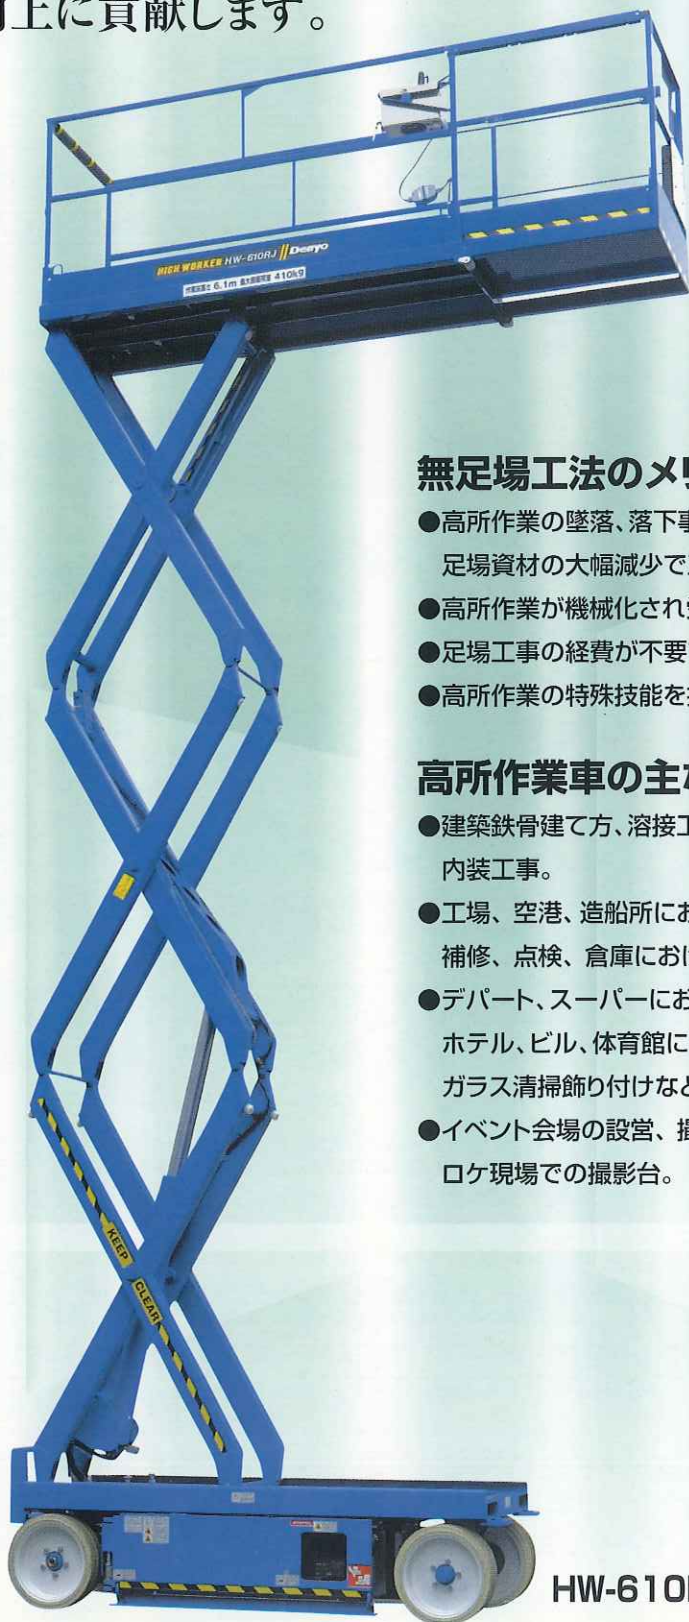 上に貢献します。
HIGH WORKER HW-610RJ Denyo
作業床高さ 6.1m 最大積載荷重 410kg
無足場工法のメリ
●高所作業の墜落、落下事
足場資材の大幅減少で
●高所作業が機械化され
●足場工事の経費が不要
●高所作業の特殊技能を
高所作業車の主な
●建築鉄骨建て方、溶接工
内装工事。
●工場、空港、造船所にお
補修、点検、倉庫におけ
●デパート、スーパーにお
ホテル、ビル、体育館に
ガラス清掃飾り付けなど
●イベント会場の設営、撮
ロケ現場での撮影台。
KEEP
CLEAR
HW-610